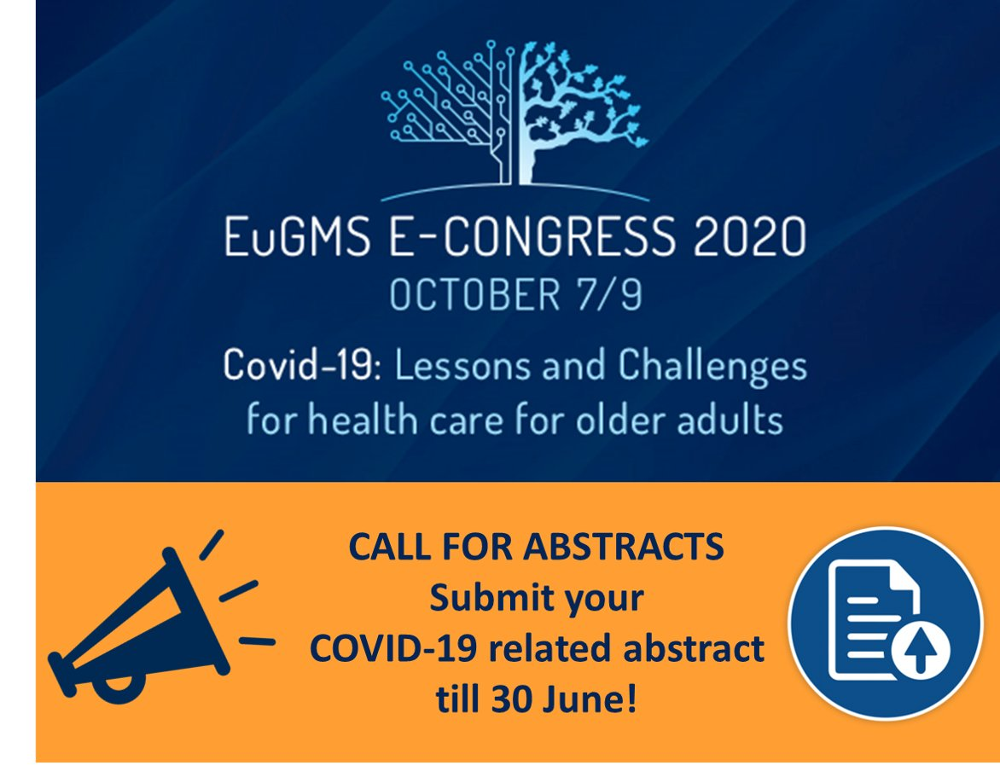 EuGMS E-CONGRESS 2020
OCTOBER 7/9
Covid-19: Lessons and Challenges
for health care for older adults
CALL FOR ABSTRACTS
Submit your
COVID-19 related abstract
till 30 June!